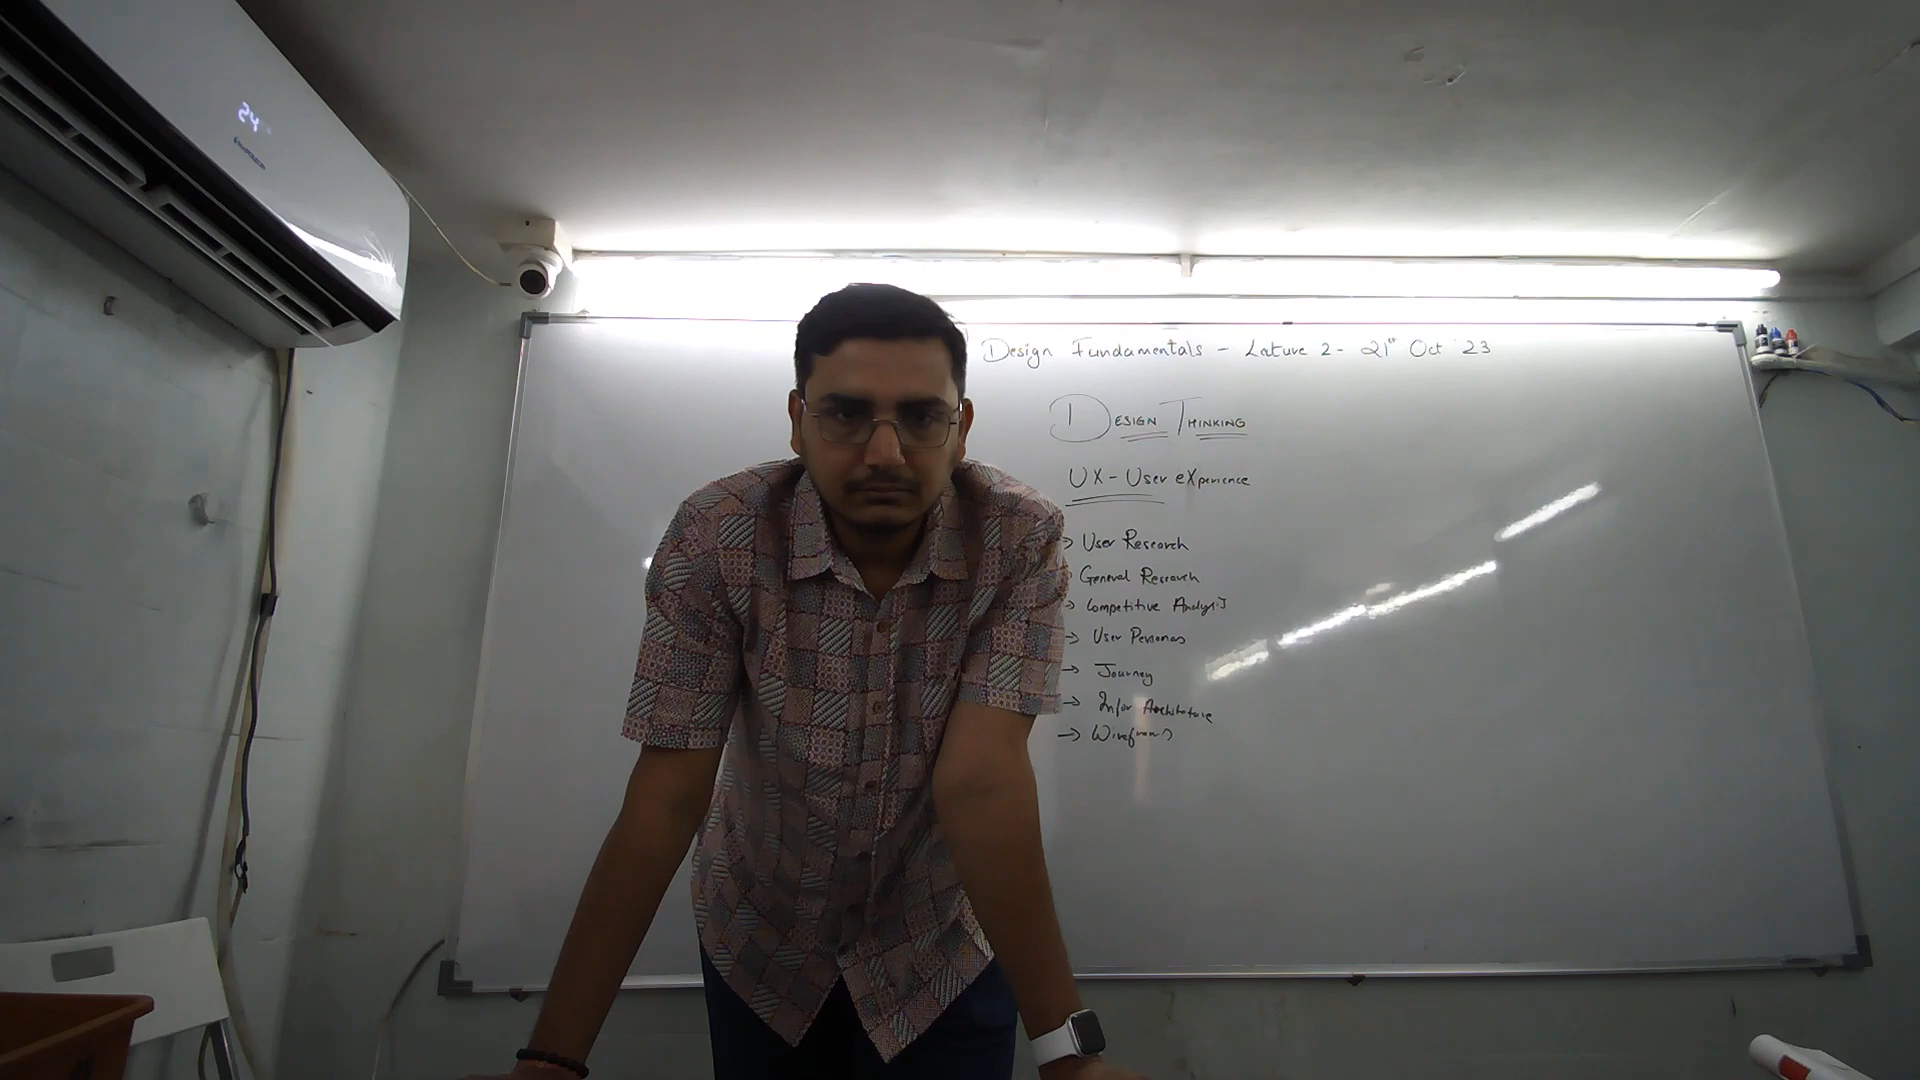 24
Design Fundamentals - Lecture 2 - 21st Oct '23
DESIGN THINKING
UX - User eXperience
→ User Research
General Research
→ Competitive Analysis
→ User Personas
→ Journey
→ Infor Architecture
→ Wireframes